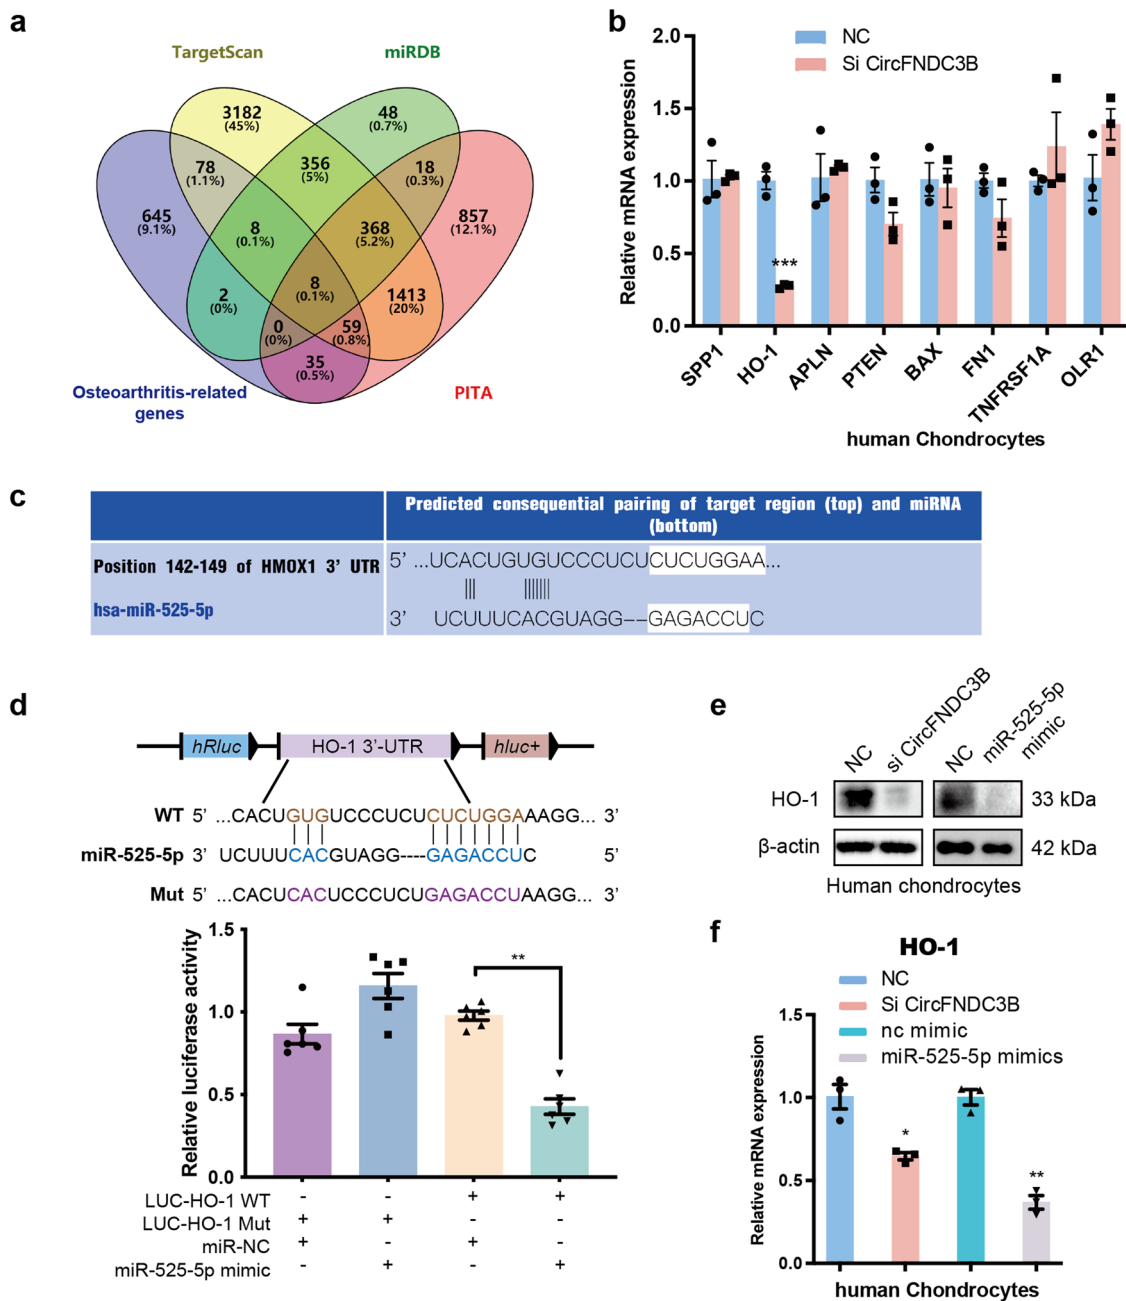 a
TargetScan
miRDB
3182
(45%)
48
(0.7%)
78
(1.1%)
356
(5%)
18
(0.3%)
645
(9.1%)
8
(0.1%)
368
(5.2%)
857
(12.1%)
2
(0%)
8
(0.1%)
1413
(20%)
0
(0%)
59
(0.8%)
35
(0.5%)
Osteoarthritis-related
genes
PITA
b
NC
Si CircFNDC3B
Relative mRNA expression
2.0
1.5
1.0
0.5
0.0
***
SPP1
HO-1
APLN
PTEN
BAX
FN1
TNFRSF1A
OLR1
human Chondrocytes
c
Predicted consequential pairing of target region (top) and miRNA
(bottom)
Position 142-149 of HMOX1 3' UTR
5' ...UCACUGUGUCCCUCUCUCUGGAA...
hsa-miR-525-5p
3' UCUUUCACGUAGG--GAGACCUC
d
hRluc
HO-1 3'-UTR
hluc+
WT 5' ...CACUGUGUCCCUCUCUCUGGAAAGG... 3'
miR-525-5p 3' UCUUUCACGUAGG----GAGACCUC 5'
Mut 5' ...CACUCACUCCCUCUGAGACCUAAGG... 3'
Relative luciferase activity
1.5
1.0
0.5
0.0
**
LUC-HO-1 WT - - + +
LUC-HO-1 Mut + + - -
miR-NC + - + -
miR-525-5p mimic - + - +
e
NC
si CircFNDC3B
NC
miR-525-5p
mimic
HO-1
33 kDa
β-actin
42 kDa
Human chondrocytes
f
HO-1
NC
Si CircFNDC3B
nc mimic
miR-525-5p mimics
Relative mRNA expression
1.5
1.0
0.5
0.0
*
**
human Chondrocytes